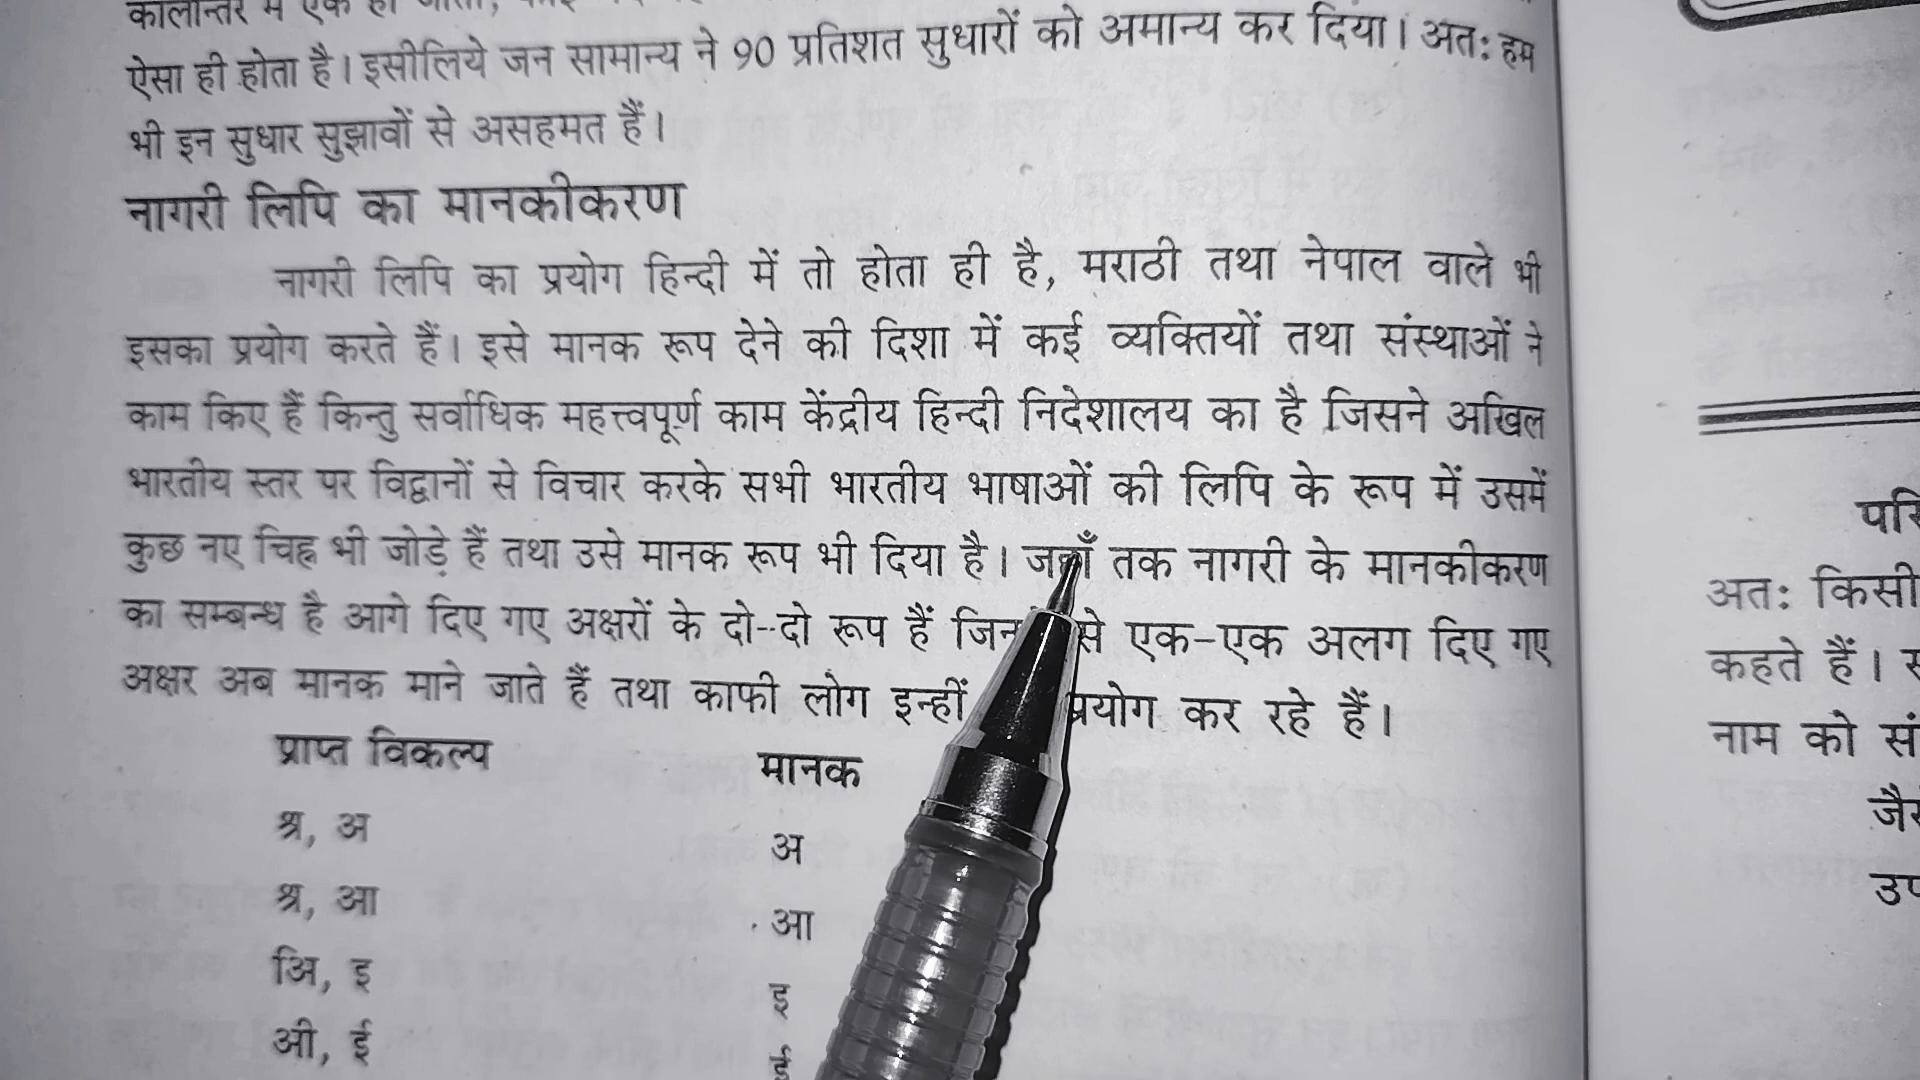 ऐसा ही होता है। इसीलिये जन सामान्य ने 90 प्रतिशत सुधारों को अमान्य कर दिया। अतः हम
भी इन सुधार सुझावों से असहमत हैं।
नागरी लिपि का मानकीकरण
नागरी लिपि का प्रयोग हिन्दी में तो होता ही है, मराठी तथा नेपाल वाले भी
इसका प्रयोग करते हैं। इसे मानक रूप देने की दिशा में कई व्यक्तियों तथा संस्थाओं ने
काम किए हैं किन्तु सर्वाधिक महत्त्वपूर्ण काम केंद्रीय हिन्दी निदेशालय का है जिसने अखिल
भारतीय स्तर पर विद्वानों से विचार करके सभी भारतीय भाषाओं की लिपि के रूप में उसमें
कुछ नए चिह्न भी जोड़े हैं तथा उसे मानक रूप भी दिया है। जहाँ तक नागरी के मानकीकरण
का सम्बन्ध है आगे दिए गए अक्षरों के दो-दो रूप हैं से एक-एक अलग दिए गए
अक्षर अब मानक माने जाते हैं तथा काफी लोग इन्हीं प्रयोग कर रहे हैं।
प्राप्त विकल्प मानक
अ अ
आ आ
अि, इ इ
अी, ई ई
अतः किसी
कहते हैं।
नाम को